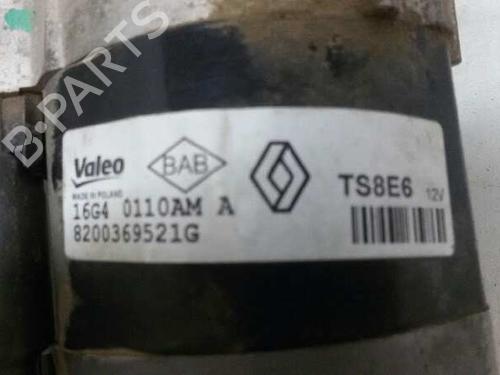 B-PARTS
Valeo
MADE IN POLAND
BAB
TS8E6 12V
16G4 0110AM A
8200369521G